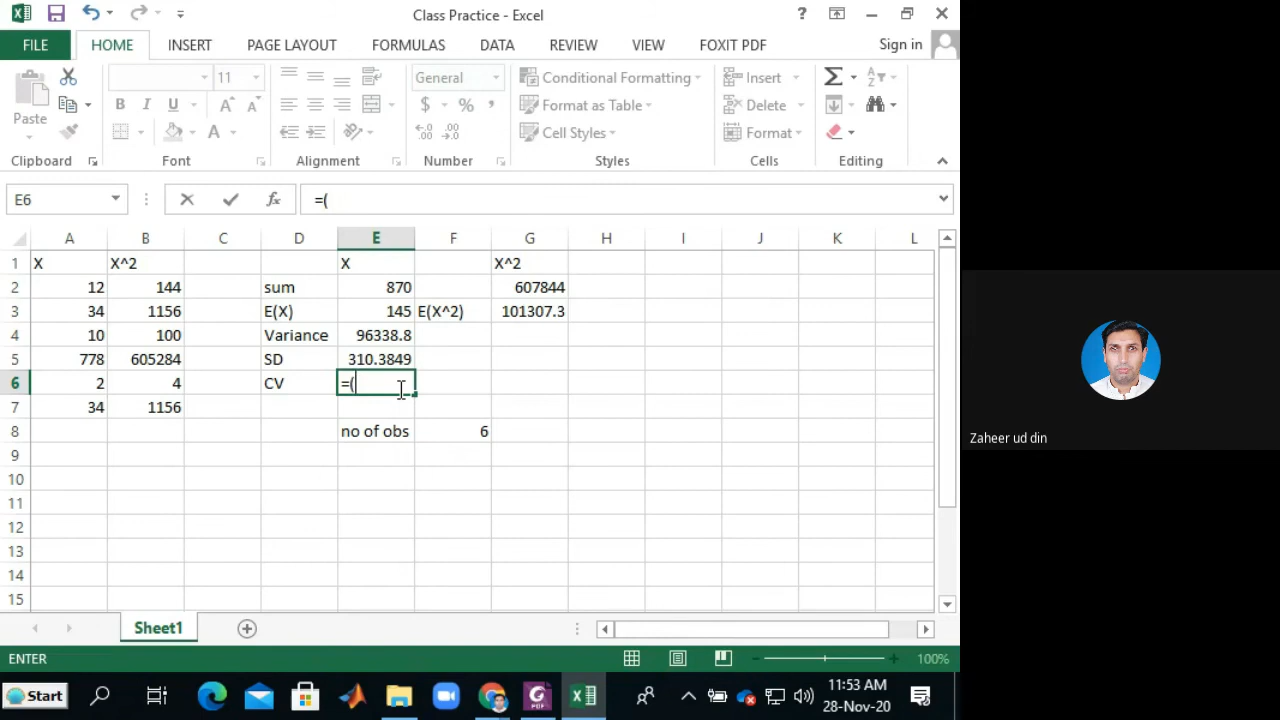 Class Practice - Excel
?
FILE HOME INSERT PAGE LAYOUT FORMULAS DATA REVIEW VIEW FOXIT PDF Sign in
Paste
11
B I U A A
A
General
$ % ,
Conditional Formatting
Format as Table
Cell Styles
Insert
Delete
Format
Clipboard Font Alignment Number Styles Cells Editing
E6 fx =(
A B C D E F G H I J K L
1 X X^2 X X^2
2 12 144 sum 870 607844
3 34 1156 E(X) 145 E(X^2) 101307.3
4 10 100 Variance 96338.8
5 778 605284 SD 310.3849
6 2 4 CV =(
7 34 1156
8 no of obs 6
9
10
11
12
13
14
15
Sheet1
ENTER 100%
Start
11:53 AM
28-Nov-20
Zaheer ud din